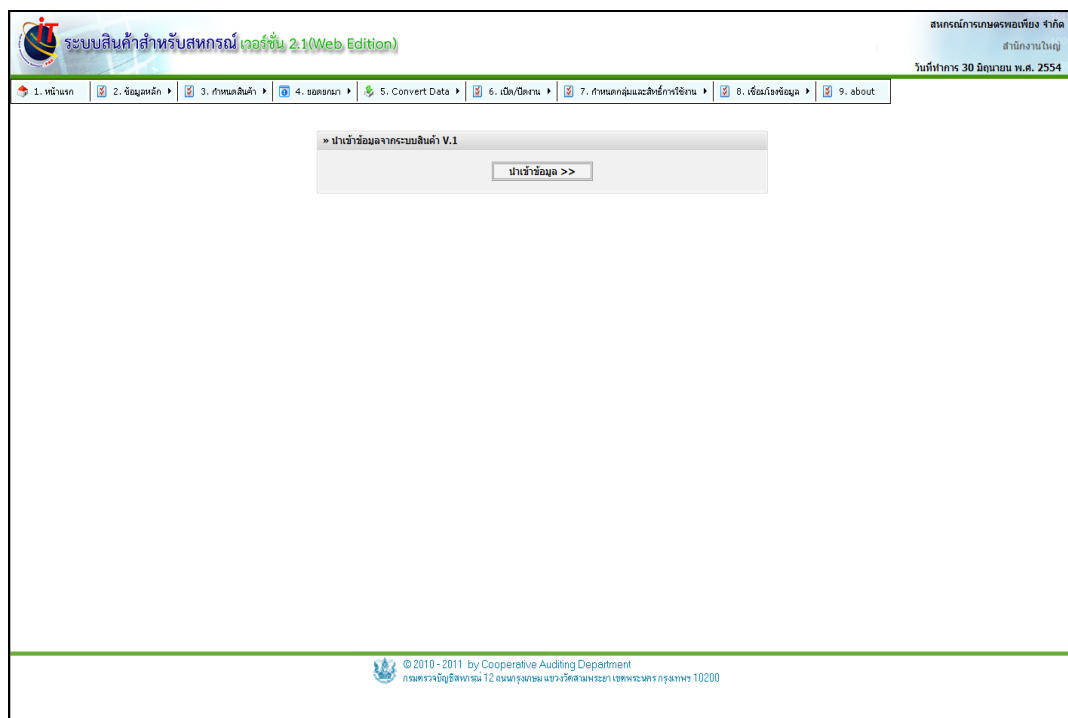 สหกรณ์การเกษตรพอเพียง จำกัด
ระบบสินค้าสำหรับสหกรณ์ เวอร์ชั่น 2.1(Web Edition)
สำนักงานใหญ่
วันที่ทำการ 30 มิถุนายน พ.ศ. 2554
1. หน้าแรก 2. ข้อมูลหลัก 3. กำหนดสินค้า 4. ยอดยกมา 5. Convert Data 6. เปิด/ปิดงาน 7. กำหนดกลุ่มและสิทธิ์การใช้งาน 8. เชื่อมโยงข้อมูล 9. about
» นำเข้าข้อมูลจากระบบสินค้า V.1
นำเข้าข้อมูล >>
© 2010 - 2011 by Cooperative Auditing Department
กรมตรวจบัญชีสหกรณ์ 12 ถนนกรุงเกษม แขวงวัดสามพระยา เขตพระนคร กรุงเทพฯ 10200